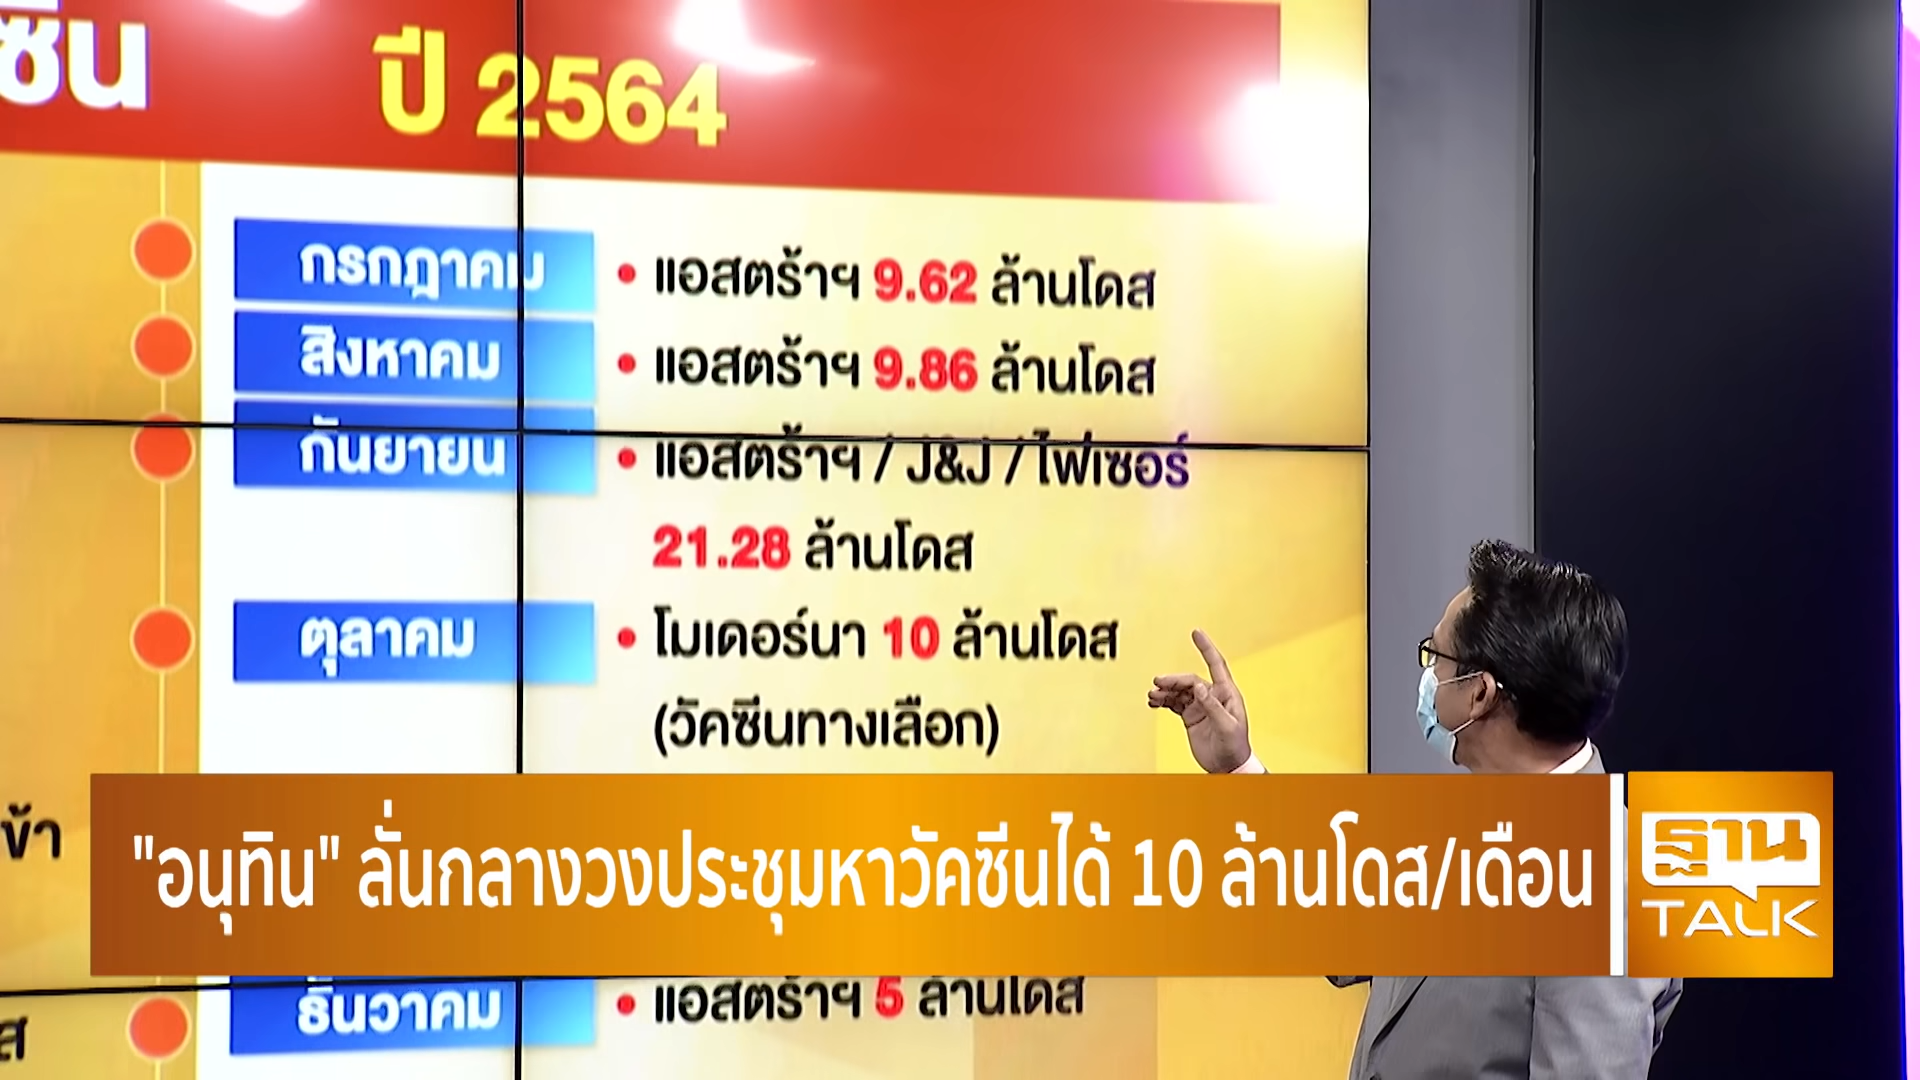 ซีน ปี 2564
กรกฎาคม • แอสตร้าฯ 9.62 ล้านโดส
สิงหาคม • แอสตร้าฯ 9.86 ล้านโดส
กันยายน • แอสตร้าฯ / J&J / ไฟเซอร์
21.28 ล้านโดส
ตุลาคม • โมเดอร์นา 10 ล้านโดส
(วัคซีนทางเลือก)
ข้า
"อนุทิน" ลั่นกลางวงประชุมหาวัคซีนได้ 10 ล้านโดส/เดือน
ฐาน
TALK
ธันวาคม • แอสตร้าฯ 5 ล้านโดส
ส